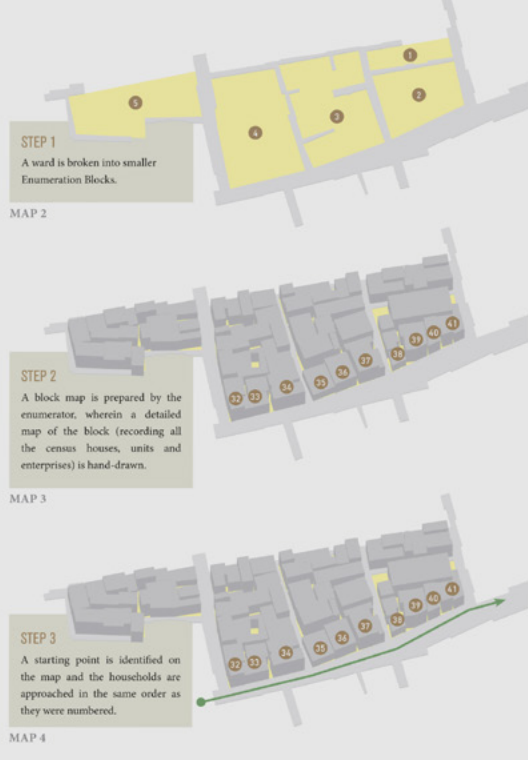 1
2
3
4
5
STEP 1
A ward is broken into smaller
Enumeration Blocks.
MAP 2
32 33 34 35 36 37 38 39 40 41
STEP 2
A block map is prepared by the
enumerator, wherein a detailed
map of the block (recording all
the census houses, units and
enterprises) is hand-drawn.
MAP 3
32 33 34 35 36 37 38 39 40 41
STEP 3
A starting point is identified on
the map and the households are
approached in the same order as
they were numbered.
MAP 4